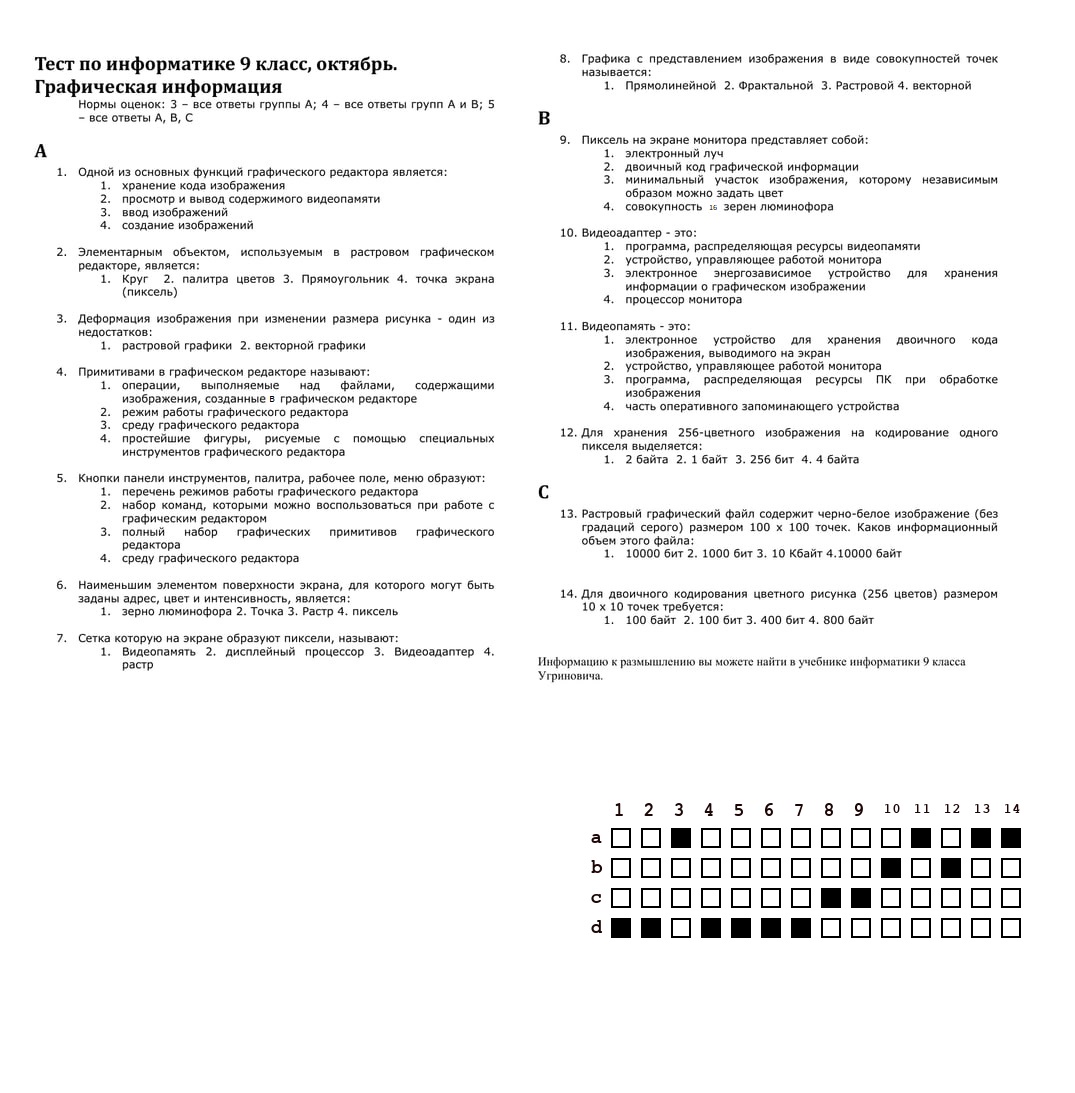 Тест по информатике 9 класс, октябрь.
Графическая информация
Нормы оценок: 3 – все ответы группы А; 4 – все ответы групп А и В; 5
– все ответы А, В, С
А
1. Одной из основных функций графического редактора является:
1. хранение кода изображения
2. просмотр и вывод содержимого видеопамяти
3. ввод изображений
4. создание изображений
2. Элементарным объектом, используемым в растровом графическом
редакторе, является:
1. Круг 2. палитра цветов 3. Прямоугольник 4. точка экрана
(пиксель)
3. Деформация изображения при изменении размера рисунка - один из
недостатков:
1. растровой графики 2. векторной графики
4. Примитивами в графическом редакторе называют:
1. операции, выполняемые над файлами, содержащими
изображения, созданные в графическом редакторе
2. режим работы графического редактора
3. среду графического редактора
4. простейшие фигуры, рисуемые с помощью специальных
инструментов графического редактора
5. Кнопки панели инструментов, палитра, рабочее поле, меню образуют:
1. перечень режимов работы графического редактора
2. набор команд, которыми можно воспользоваться при работе с
графическим редактором
3. полный набор графических примитивов графического
редактора
4. среду графического редактора
6. Наименьшим элементом поверхности экрана, для которого могут быть
заданы адрес, цвет и интенсивность, является:
1. зерно люминофора 2. Точка 3. Растр 4. пиксель
7. Сетка которую на экране образуют пиксели, называют:
1. Видеопамять 2. дисплейный процессор 3. Видеоадаптер 4.
растр
8. Графика с представлением изображения в виде совокупностей точек
называется:
1. Прямолинейной 2. Фрактальной 3. Растровой 4. векторной
В
9. Пиксель на экране монитора представляет собой:
1. электронный луч
2. двоичный код графической информации
3. минимальный участок изображения, которому независимым
образом можно задать цвет
4. совокупность 16 зерен люминофора
10. Видеоадаптер - это:
1. программа, распределяющая ресурсы видеопамяти
2. устройство, управляющее работой монитора
3. электронное энергозависимое устройство для хранения
информации о графическом изображении
4. процессор монитора
11. Видеопамять - это:
1. электронное устройство для хранения двоичного кода
изображения, выводимого на экран
2. устройство, управляющее работой монитора
3. программа, распределяющая ресурсы ПК при обработке
изображения
4. часть оперативного запоминающего устройства
12. Для хранения 256-цветного изображения на кодирование одного
пикселя выделяется:
1. 2 байта 2. 1 байт 3. 256 бит 4. 4 байта
С
13. Растровый графический файл содержит черно-белое изображение (без
градаций серого) размером 100 х 100 точек. Каков информационный
объем этого файла:
1. 10000 бит 2. 1000 бит 3. 10 Кбайт 4.10000 байт
14. Для двоичного кодирования цветного рисунка (256 цветов) размером
10 х 10 точек требуется:
1. 100 байт 2. 100 бит 3. 400 бит 4. 800 байт
Информацию к размышлению вы можете найти в учебнике информатики 9 класса
Угриновича.
1 2 3 4 5 6 7 8 9 10 11 12 13 14
a
b
c
d